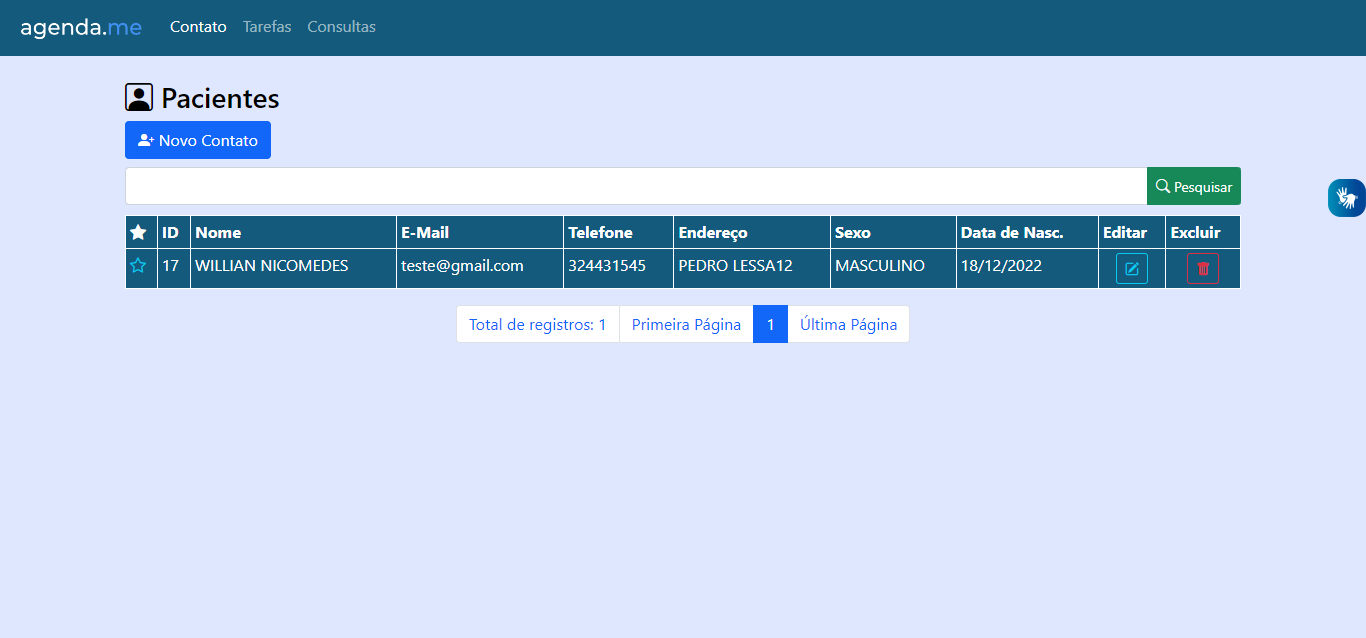 agenda.me Contato Tarefas Consultas
Pacientes
Novo Contato
Pesquisar
ID Nome E-Mail Telefone Endereço Sexo Data de Nasc. Editar Excluir
17 WILLIAN NICOMEDES teste@gmail.com 324431545 PEDRO LESSA12 MASCULINO 18/12/2022
Total de registros: 1 Primeira Página 1 Última Página